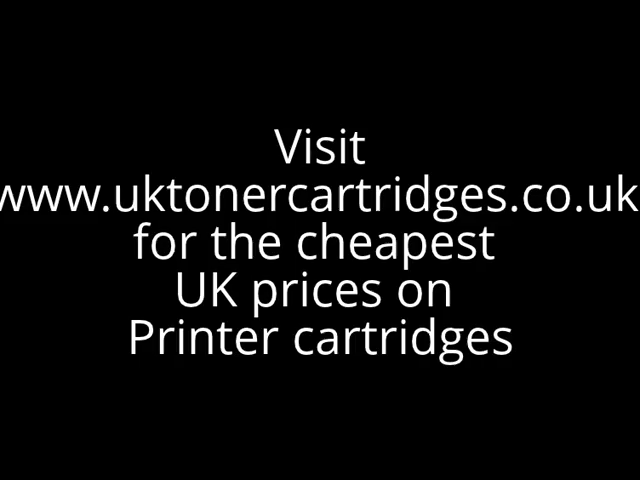 Visit
www.uktonercartridges.co.uk
for the cheapest
UK prices on
Printer cartridges